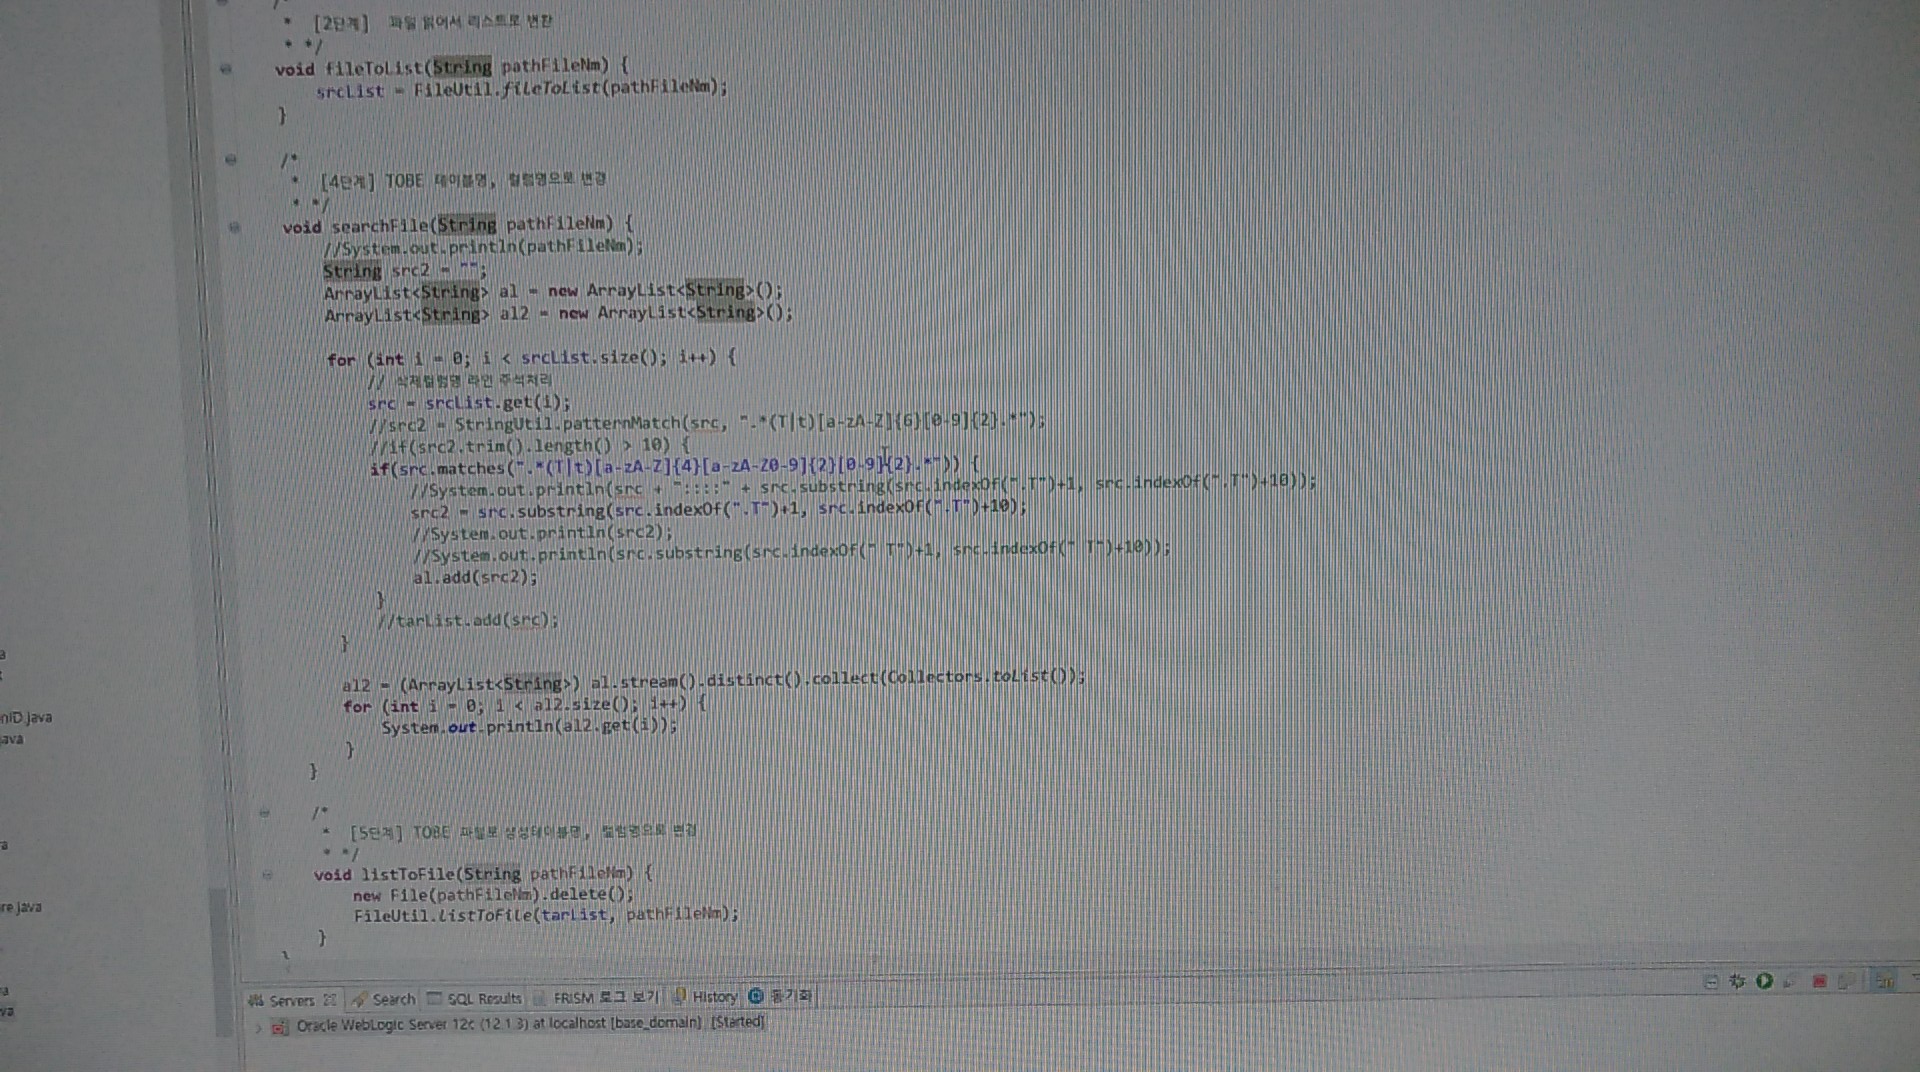 /*
* [2단계] 파일 읽어서 리스트로 변환
* */
void fileToList(String pathFileNm) {
srcList = FileUtil.fileToList(pathFileNm);
}
/*
* [4단계] TOBE 테이블명, 컬럼명으로 변경
* */
void searchFile(String pathFileNm) {
//System.out.println(pathFileNm);
String src2 = "";
ArrayList<String> al = new ArrayList<String>();
ArrayList<String> al2 = new ArrayList<String>();
for (int i = 0; i < srcList.size(); i++) {
// 삭제컬럼명 라인 주석처리
src = srcList.get(i);
//src2 = StringUtil.patternMatch(src, ".*(T|t)[a-zA-Z]{6}[0-9]{2}.*");
//if(src2.trim().length() > 10) {
if(src.matches(".*(T|t)[a-zA-Z]{4}[a-zA-Z0-9]{2}[0-9]{2}.*")) {
//System.out.println(src + "::::" + src.substring(src.indexOf(".T")+1, src.indexOf(".T")+10));
src2 = src.substring(src.indexOf(".T")+1, src.indexOf(".T")+10);
//System.out.println(src2);
//System.out.println(src.substring(src.indexOf(" T")+1, src.indexOf(" T")+10));
al.add(src2);
}
//tarList.add(src);
}
al2 = (ArrayList<String>) al.stream().distinct().collect(Collectors.toList());
for (int i = 0; i < al2.size(); i++) {
System.out.println(al2.get(i));
}
}
/*
* [5단계] TOBE 파일로 생성테이블명, 컬럼명으로 변경
* */
void listToFile(String pathFileNm) {
new File(pathFileNm).delete();
FileUtil.listToFile(tarList, pathFileNm);
}
nID.java
ava
re.java
Servers Search SQL Results FRISM 로그 보기 History 동기화
Oracle WebLogic Server 12c (12.1.3) at localhost [base_domain] [Started]